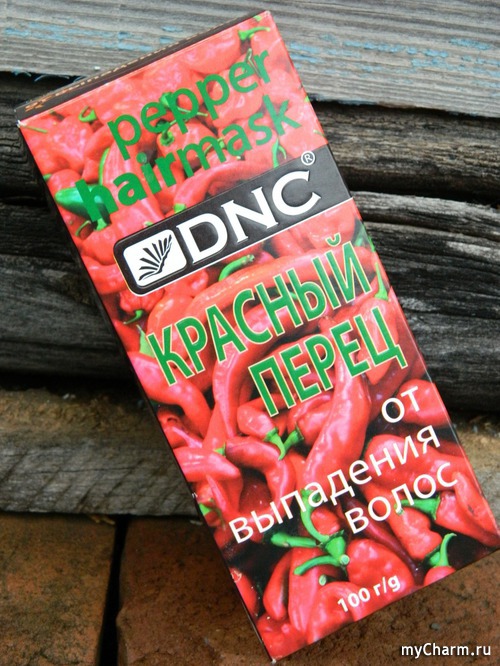 pepper
hairmask
DNC®
КРАСНЫЙ
ПЕРЕЦ
от
выпадения
волос
100 г/g
myCharm.ru